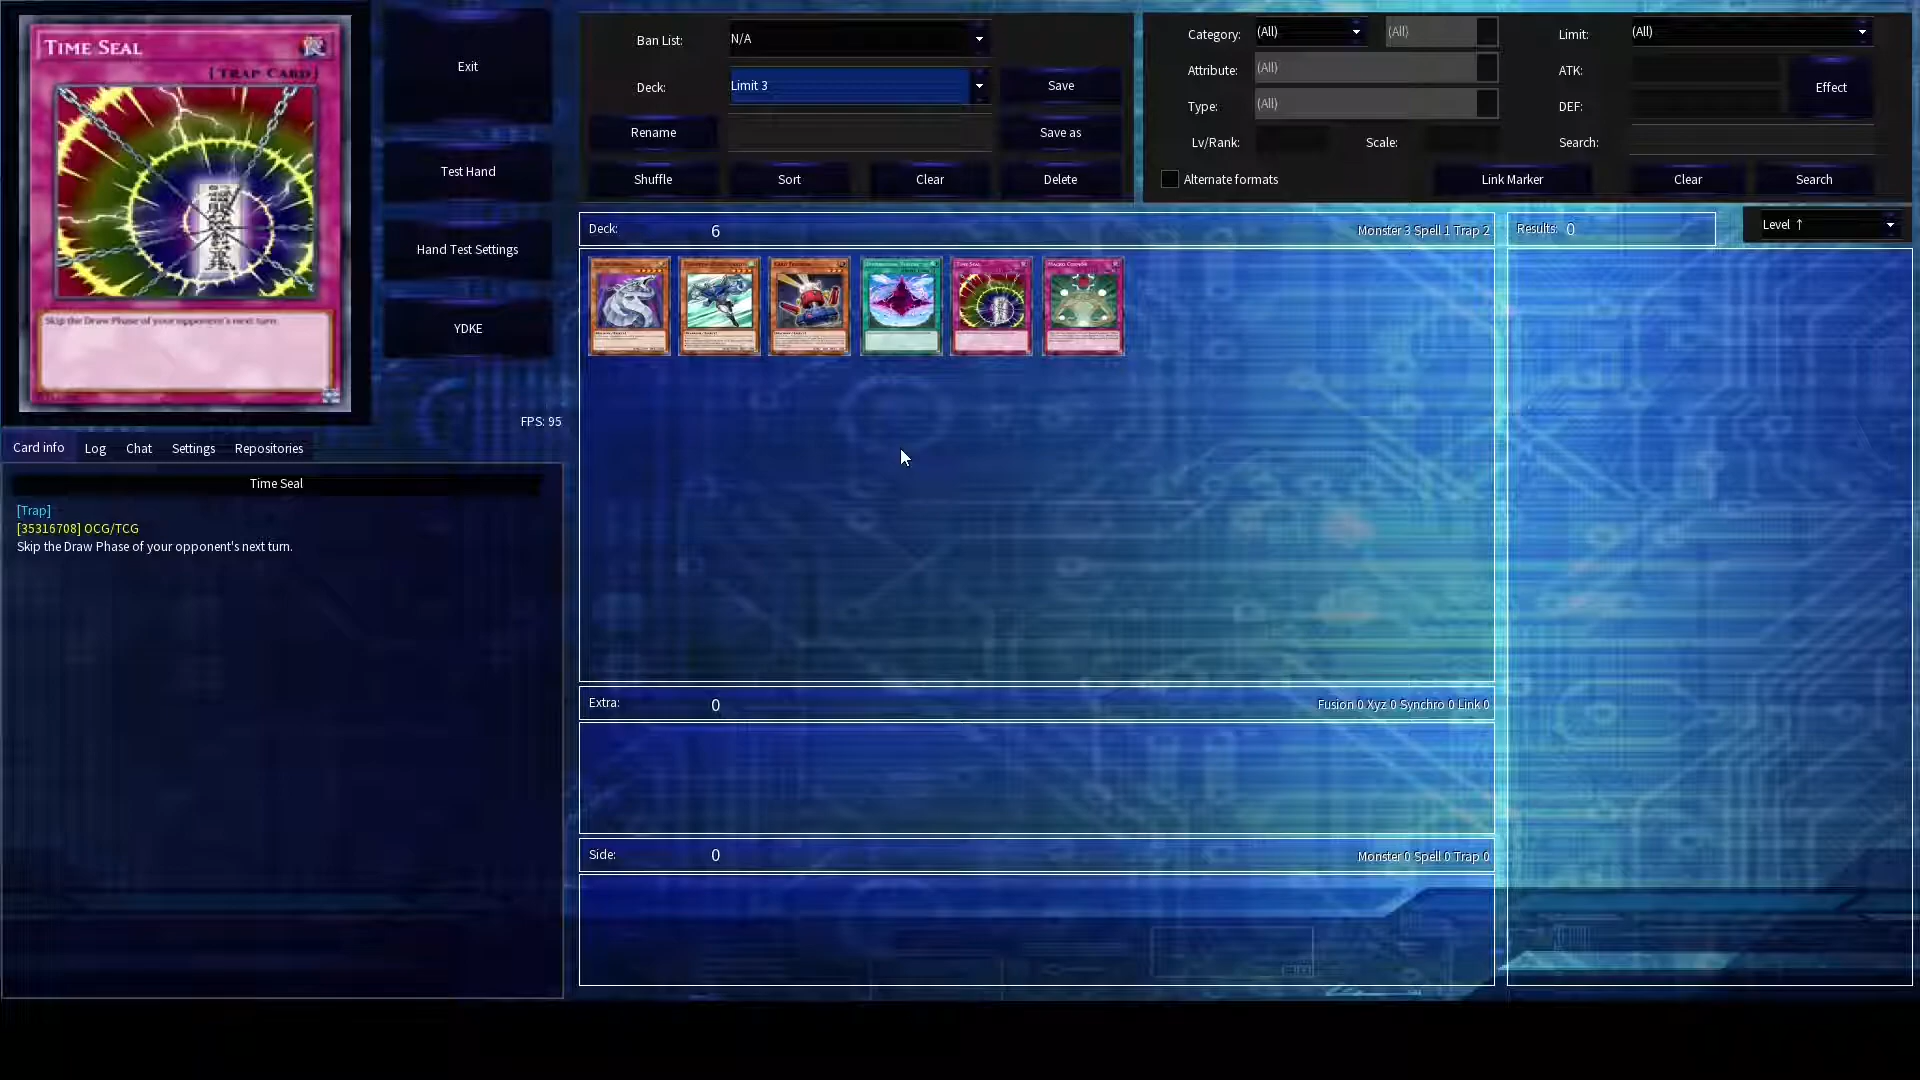 TIME SEAL
[TRAP CARD]
Skip the Draw Phase of your opponent's next turn.
Exit
Test Hand
Hand Test Settings
YDKE
FPS: 95
Ban List:
N/A
Deck:
Limit 3
Save
Rename
Save as
Shuffle
Sort
Clear
Delete
Category:
(All)
(All)
Limit:
(All)
Attribute:
(All)
ATK:
Effect
Type:
(All)
DEF:
Lv/Rank:
Scale:
Search:
Alternate formats
Link Marker
Clear
Search
Deck:
6
Monster 3 Spell 1 Trap 2
Results:
0
Level ↑
Card info
Log
Chat
Settings
Repositories
Time Seal
[Trap]
[35316708] OCG/TCG
Skip the Draw Phase of your opponent's next turn.
Extra:
0
Fusion 0 Xyz 0 Synchro 0 Link 0
Side:
0
Monster 0 Spell 0 Trap 0